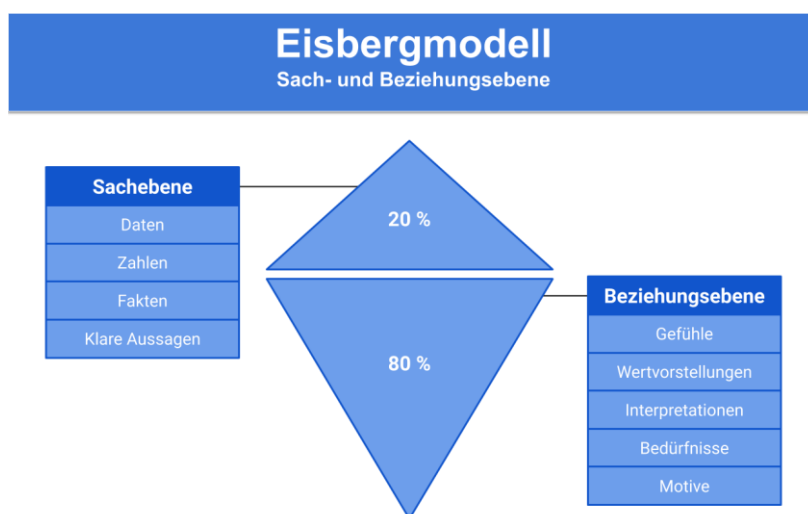 Eisbergmodell
Sach- und Beziehungsebene
Sachebene
Daten
Zahlen
Fakten
Klare Aussagen
20 %
80 %
Beziehungsebene
Gefühle
Wertvorstellungen
Interpretationen
Bedürfnisse
Motive